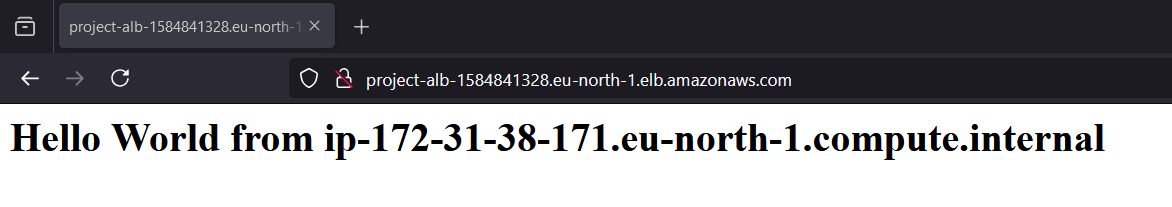 project-alb-1584841328.eu-north-1
project-alb-1584841328.eu-north-1.elb.amazonaws.com
Hello World from ip-172-31-38-171.eu-north-1.compute.internal